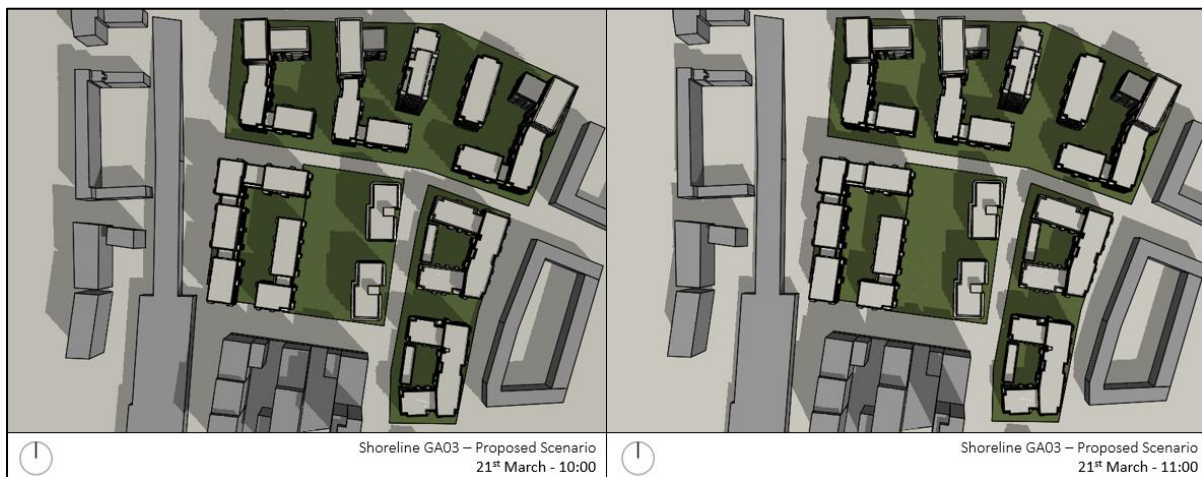 Shoreline GA03 – Proposed Scenario
21st March - 10:00
Shoreline GA03 – Proposed Scenario
21st March - 11:00